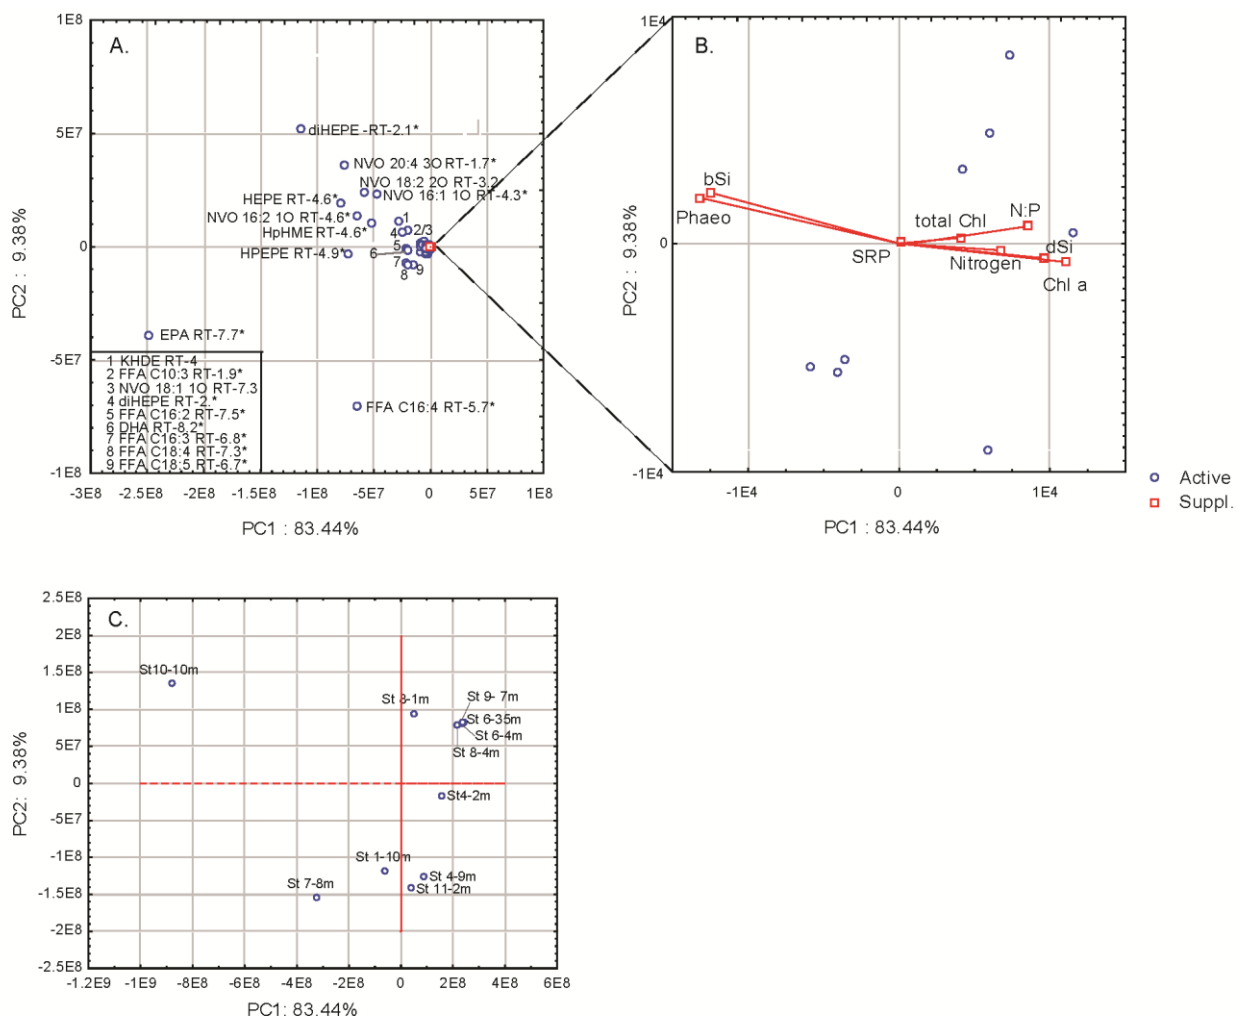 A.
1E8
5E7
0
-5E7
-1E8
PC2 : 9.38%
diHEPE -RT-2.1*
NVO 20:4 3O RT-1.7*
NVO 18:2 2O RT-3.2
HEPE RT-4.6*
NVO 16:1 1O RT-4.3*
NVO 16:2 1O RT-4.6*
1
HpHME RT-4.6*
4
2/3
5
HPEPE RT-4.9*
6
7
9
8
EPA RT-7.7*
FFA C16:4 RT-5.7*
1 KHDE RT-4
2 FFA C10:3 RT-1.9*
3 NVO 18:1 1O RT-7.3
4 diHEPE RT-2.*
5 FFA C16:2 RT-7.5*
6 DHA RT-8.2*
7 FFA C16:3 RT-6.8*
8 FFA C18:4 RT-7.3*
9 FFA C18:5 RT-6.7*
-3E8 -2.5E8 -2E8 -1.5E8 -1E8 -5E7 0 5E7 1E8
PC1 : 83.44%
B.
1E4
0
-1E4
PC2 : 9.38%
bSi
Phaeo
total Chl
N:P
SRP
Nitrogen
dSi
Chl a
-1E4 0 1E4
PC1 : 83.44%
Active
Suppl.
C.
2.5E8
2E8
1.5E8
1E8
5E7
0
-5E7
-1E8
-1.5E8
-2E8
-2.5E8
PC2: 9.38%
St10-10m
St 8-1m
St 9- 7m
St 6-35m
St 6-4m
St 8-4m
St4-2m
St 1-10m
St 4-9m
St 7-8m
St 11-2m
-1.2E9 -1E9 -8E8 -6E8 -4E8 -2E8 0 2E8 4E8 6E8
PC1: 83.44%